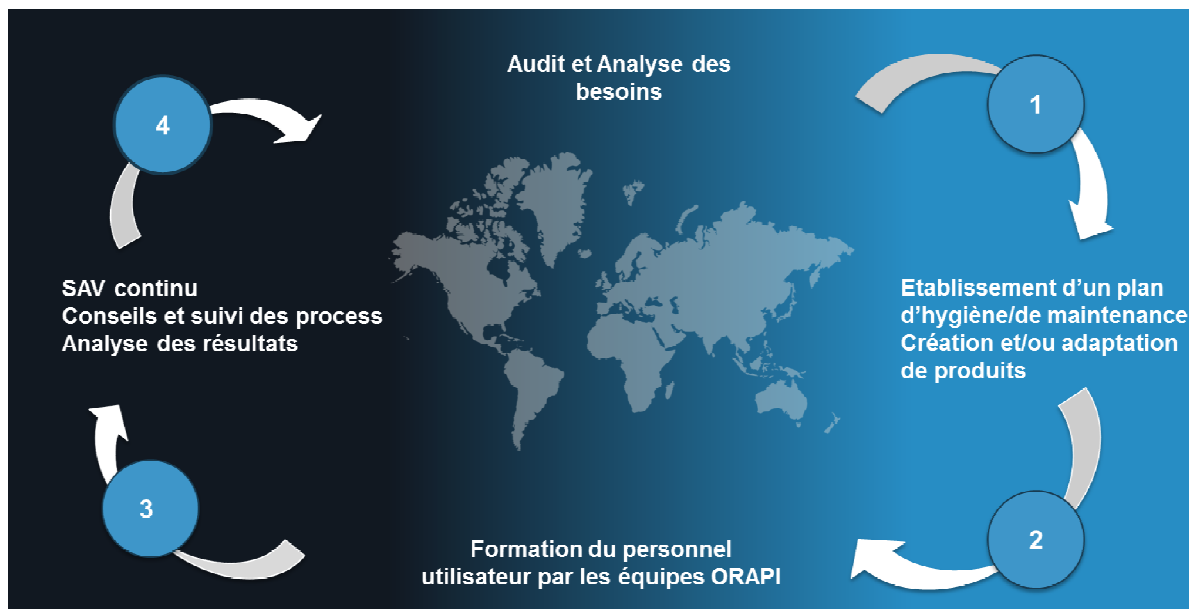 Audit et Analyse des
besoins
1
Etablissement d’un plan
d’hygiène/de maintenance
Création et/ou adaptation
de produits
2
Formation du personnel
utilisateur par les équipes ORAPI
3
SAV continu
Conseils et suivi des process
Analyse des résultats
4